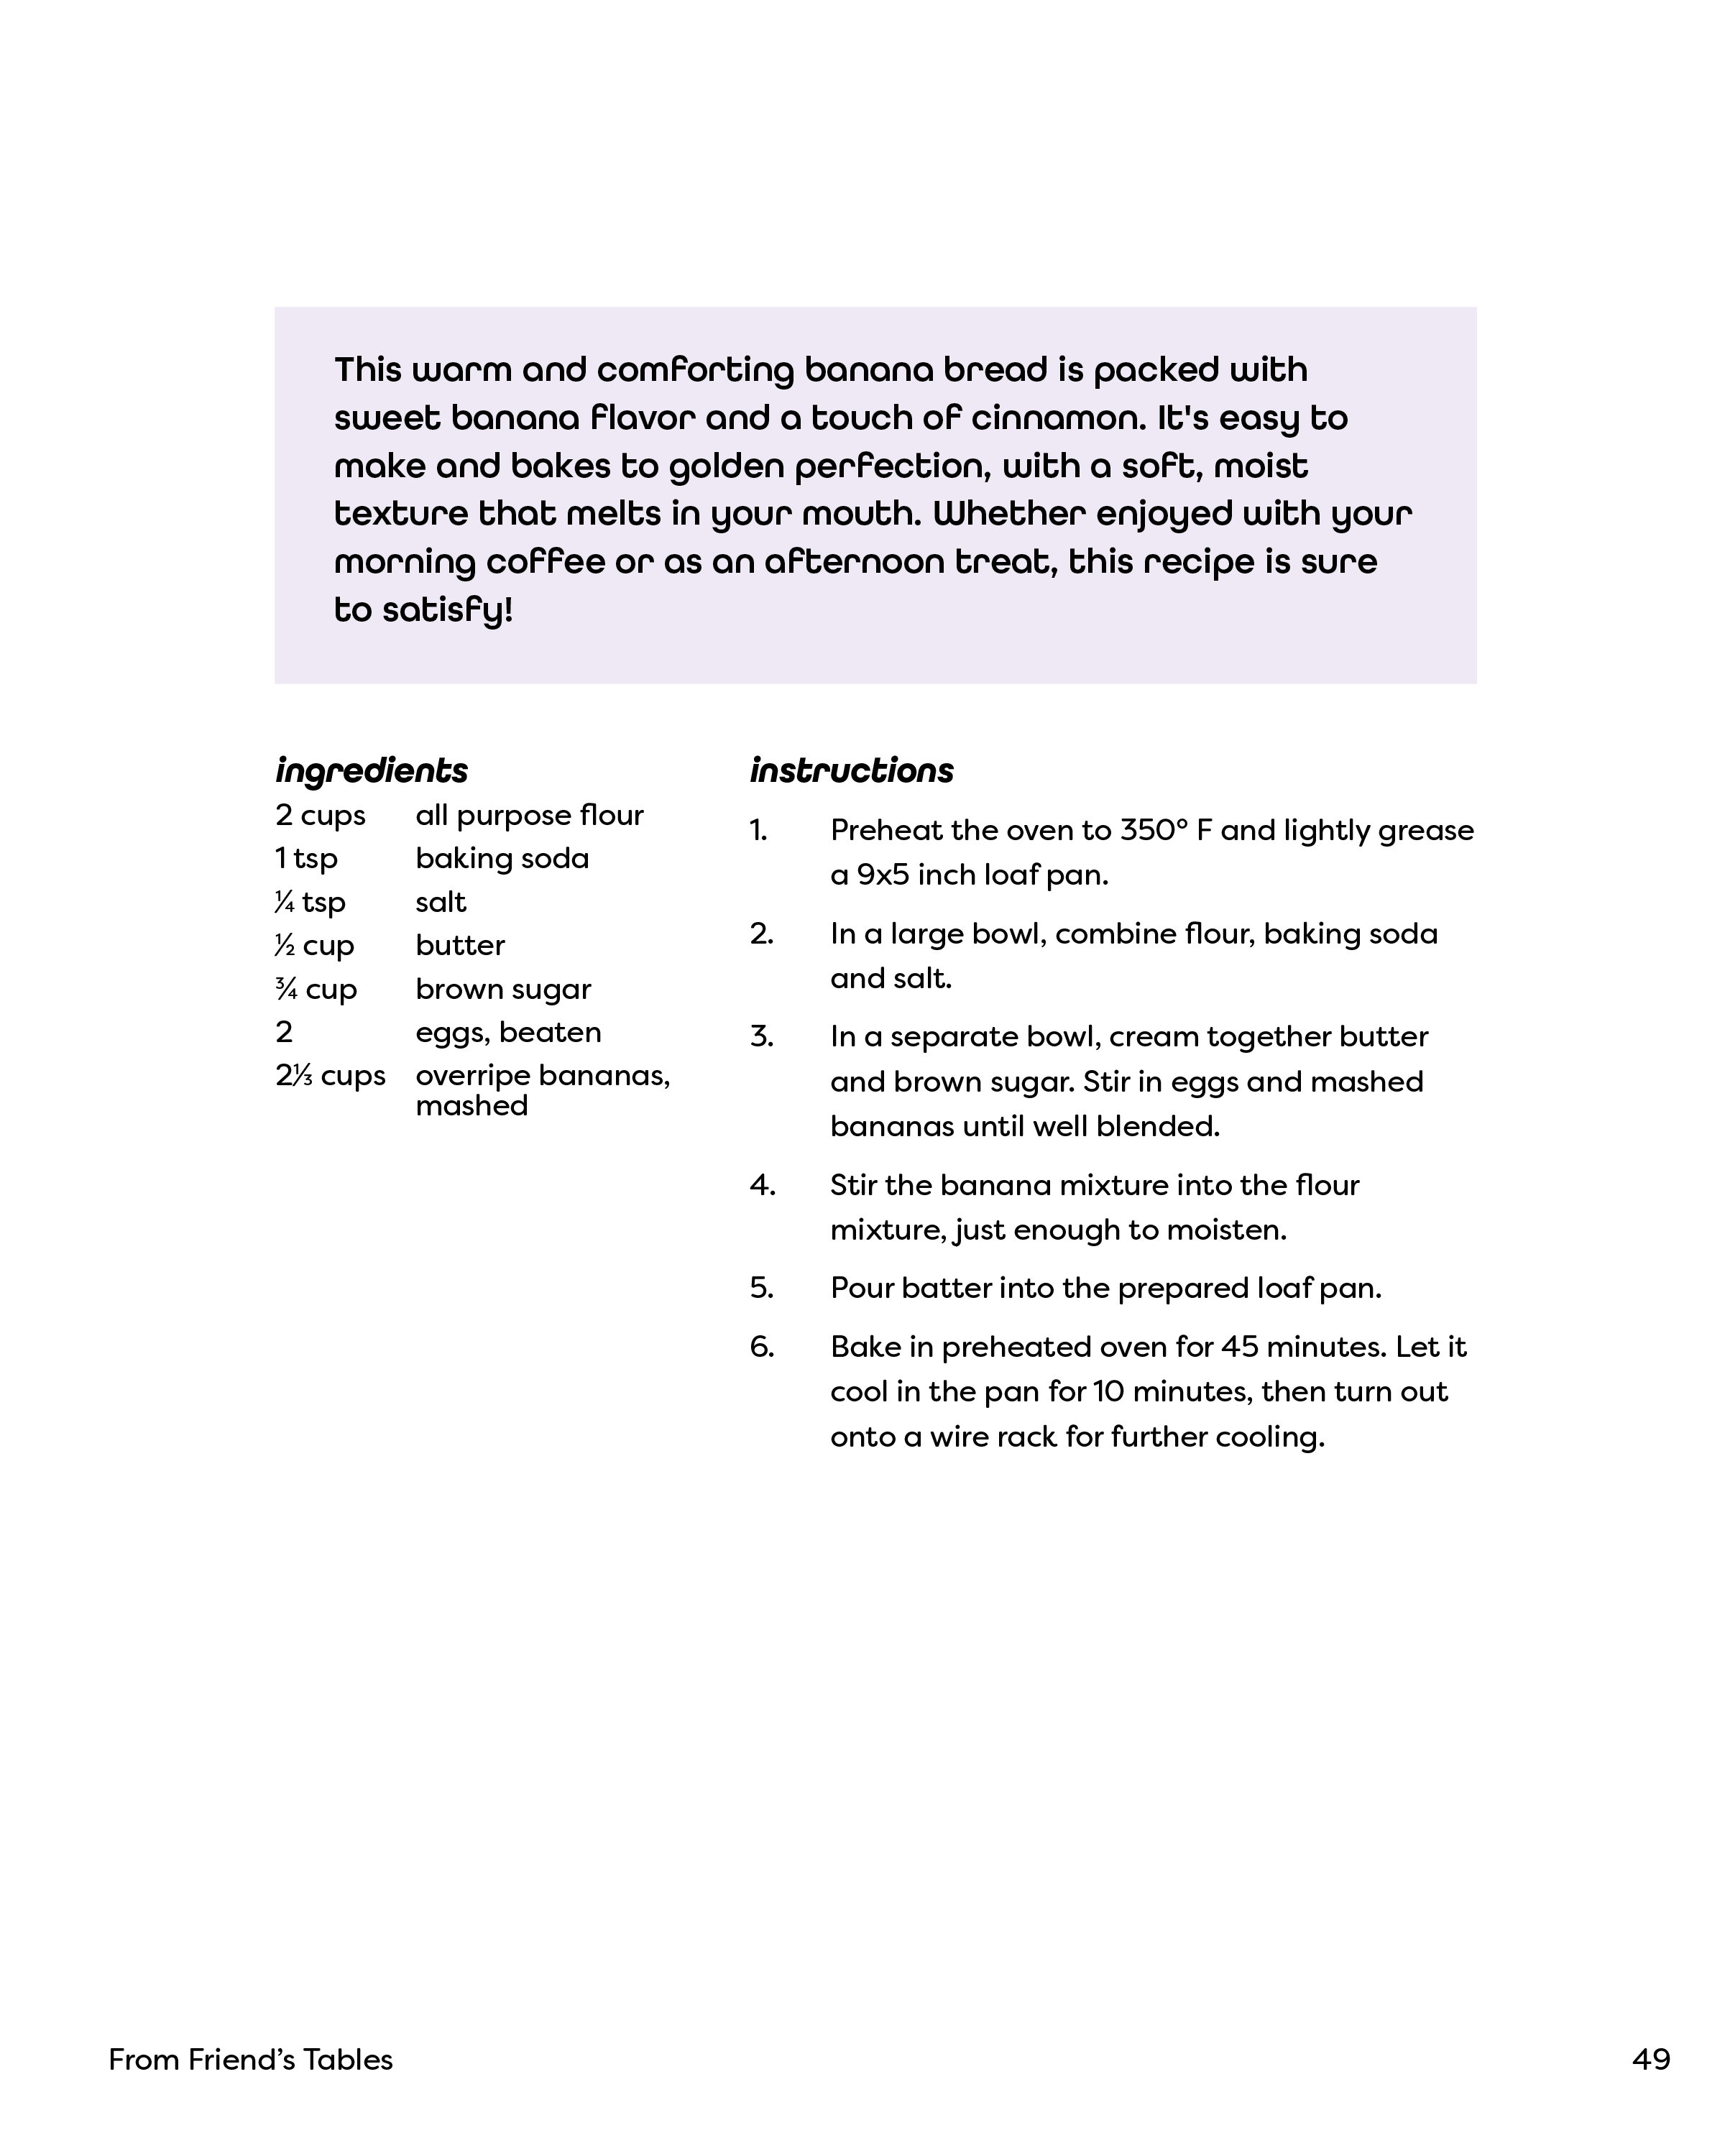 This warm and comforting banana bread is packed with
sweet banana flavor and a touch of cinnamon. It's easy to
make and bakes to golden perfection, with a soft, moist
texture that melts in your mouth. Whether enjoyed with your
morning coffee or as an afternoon treat, this recipe is sure
to satisfy!
ingredients
2 cups all purpose flour
1 tsp baking soda
¼ tsp salt
½ cup butter
¾ cup brown sugar
2 eggs, beaten
2⅓ cups overripe bananas,
mashed
instructions
1. Preheat the oven to 350° F and lightly grease
a 9x5 inch loaf pan.
2. In a large bowl, combine flour, baking soda
and salt.
3. In a separate bowl, cream together butter
and brown sugar. Stir in eggs and mashed
bananas until well blended.
4. Stir the banana mixture into the flour
mixture, just enough to moisten.
5. Pour batter into the prepared loaf pan.
6. Bake in preheated oven for 45 minutes. Let it
cool in the pan for 10 minutes, then turn out
onto a wire rack for further cooling.
From Friend’s Tables
49